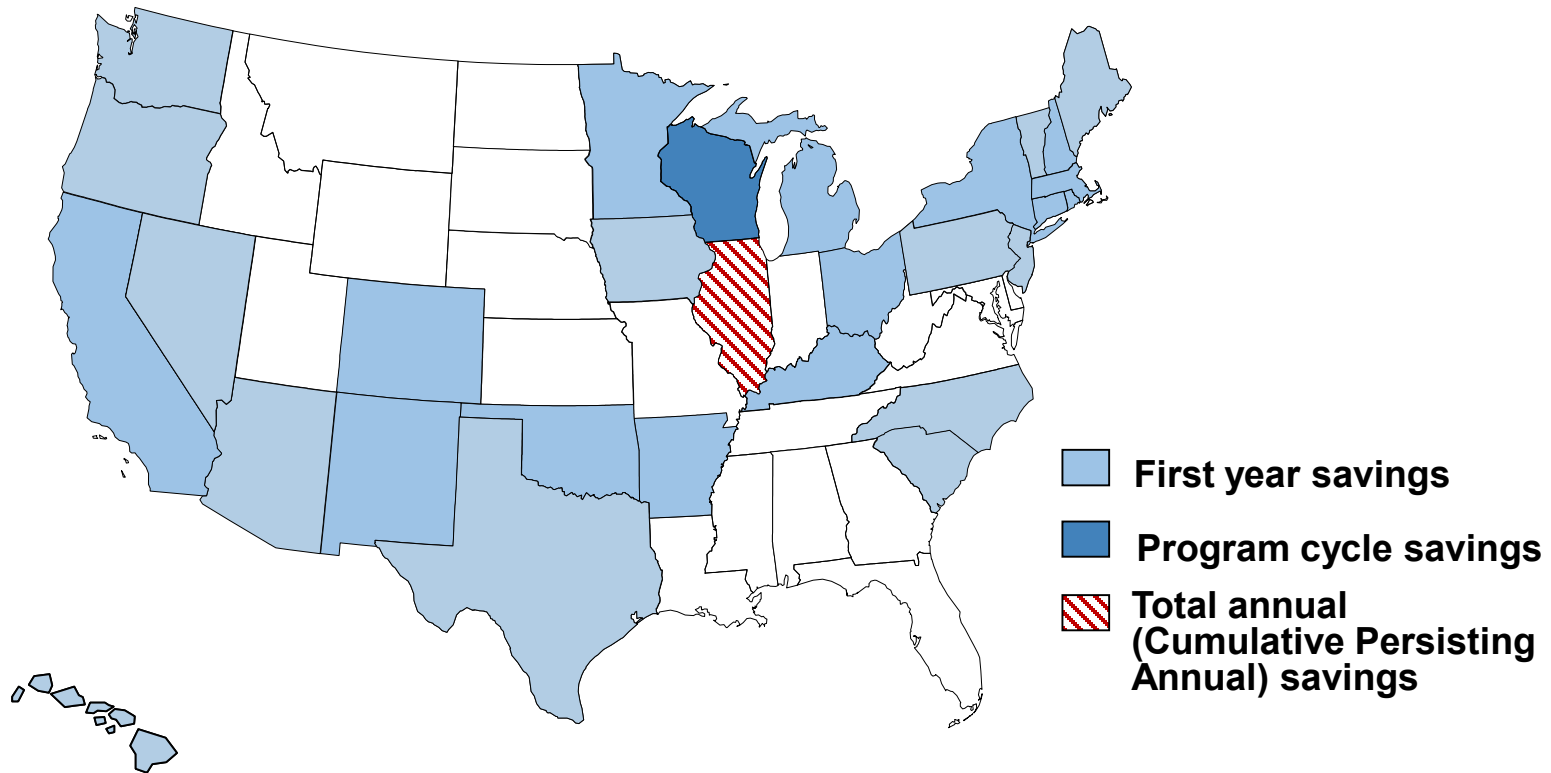 First year savings
Program cycle savings
Total annual
(Cumulative Persisting
Annual) savings